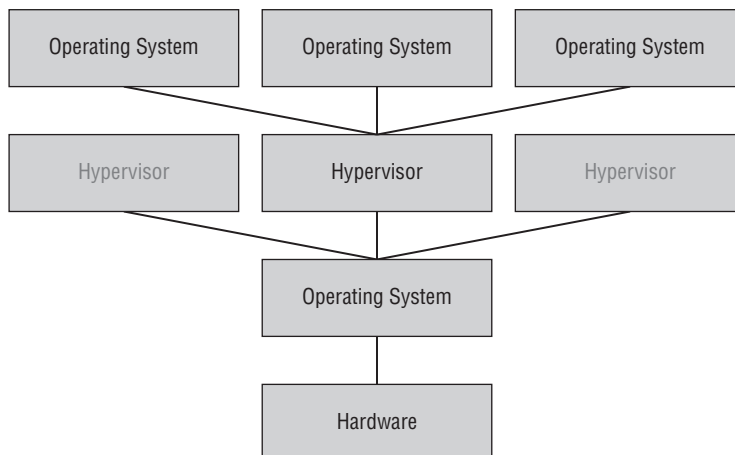 Operating System
Operating System
Operating System
Hypervisor
Hypervisor
Hypervisor
Operating System
Hardware